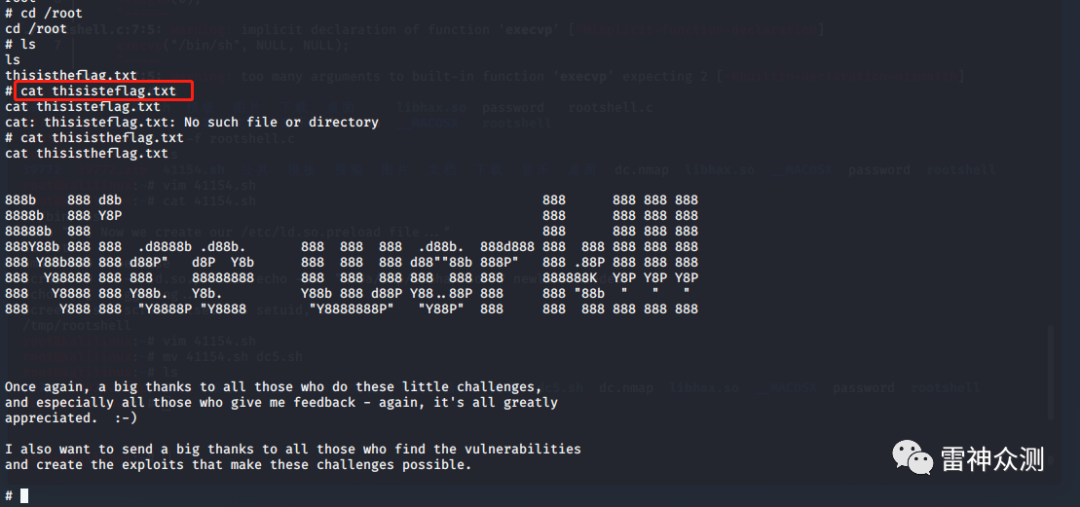 # cd /root
cd /root
# ls
ls
thisistheflag.txt
# cat thisisteflag.txt
cat thisisteflag.txt
cat: thisisteflag.txt: No such file or directory
# cat thisistheflag.txt
cat thisistheflag.txt
888b    888 d8b                                                      888      888 888 888
8888b   888 Y8P                                                      888      888 888 888
88888b  888                                                          888      888 888 888
888Y88b 888 888  .d8888b .d88b.       888  888  888  .d88b.  888d888 888  888 888 888 888
888 Y88b888 888 d88P"   d8P  Y8b      888  888  888 d88""88b 888P"   888 .88P 888 888 888
888  Y88888 888 888     88888888      888  888  888 888  888 888     888888K  Y8P Y8P Y8P
888   Y8888 888 Y88b.   Y8b.          Y88b 888 d88P Y88..88P 888     888 "88b  "   "   "
888    Y888 888  "Y8888P "Y8888        "Y8888888P"   "Y88P"  888     888  888 888 888 888
Once again, a big thanks to all those who do these little challenges,
and especially all those who give me feedback - again, it's all greatly
appreciated.  :-)
I also want to send a big thanks to all those who find the vulnerabilities
and create the exploits that make these challenges possible.
#
雷神众测